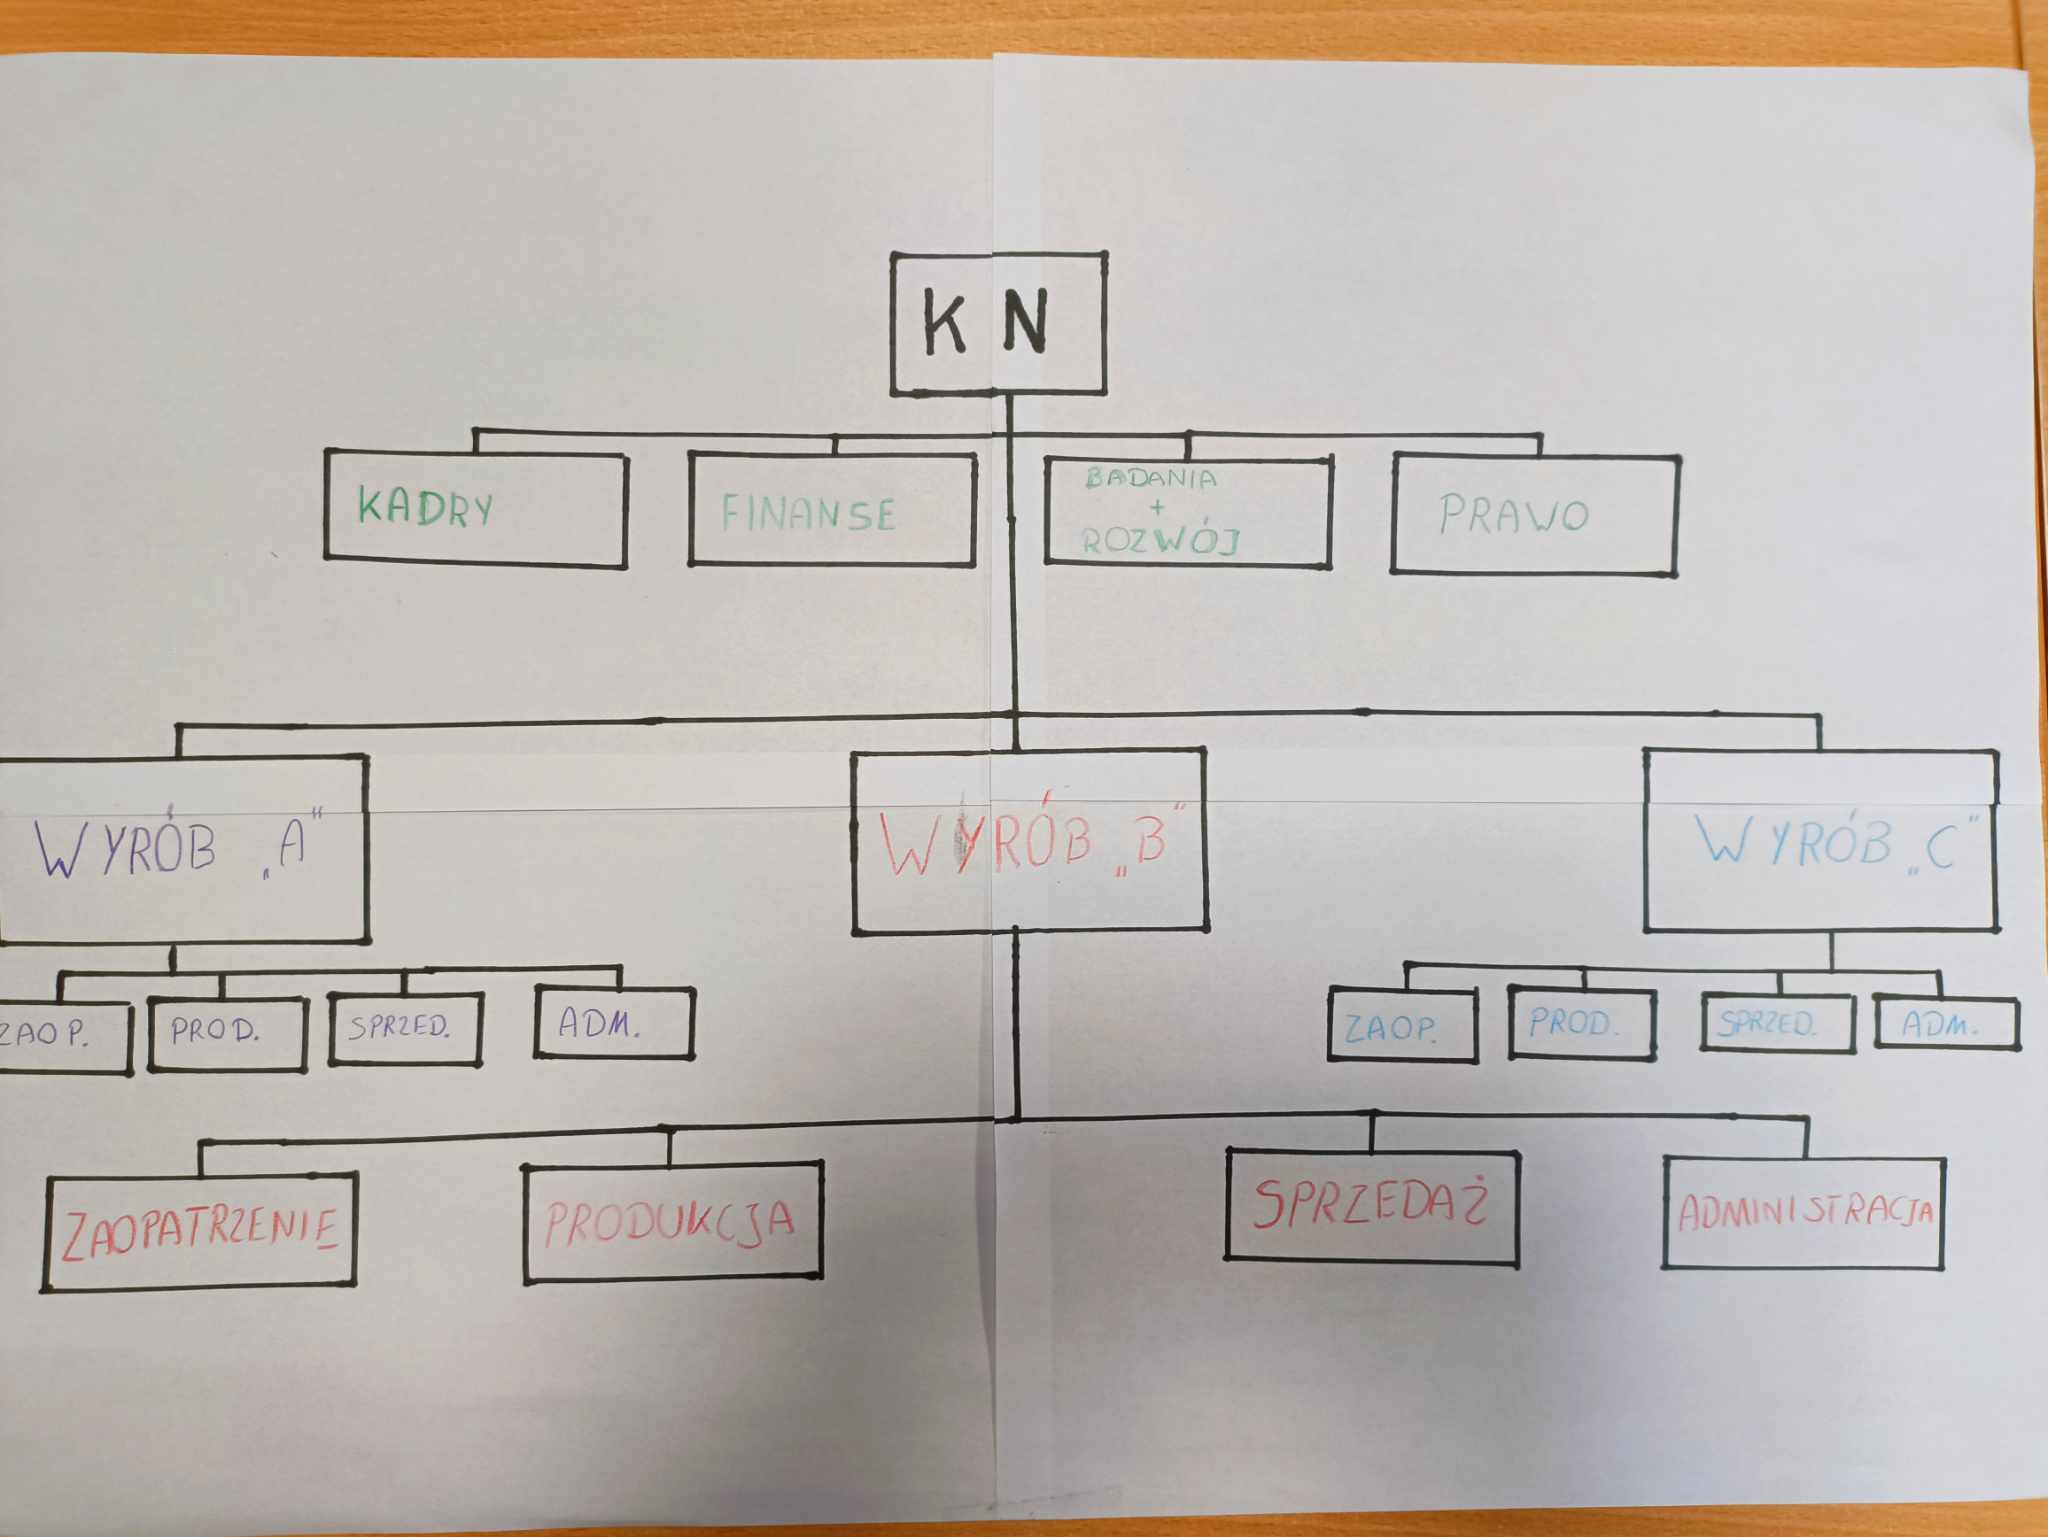 K N
KADRY
FINANSE
BADANIA
+
ROZWÓJ
PRAWO
WYRÓB „A"
WYRÓB „B"
WYRÓB „C"
ZAOP.
PROD.
SPRZED.
ADM.
ZAOP.
PROD.
SPRZED.
ADM.
ZAOPATRZENIE
PRODUKCJA
SPRZEDAŻ
ADMINISTRACJA